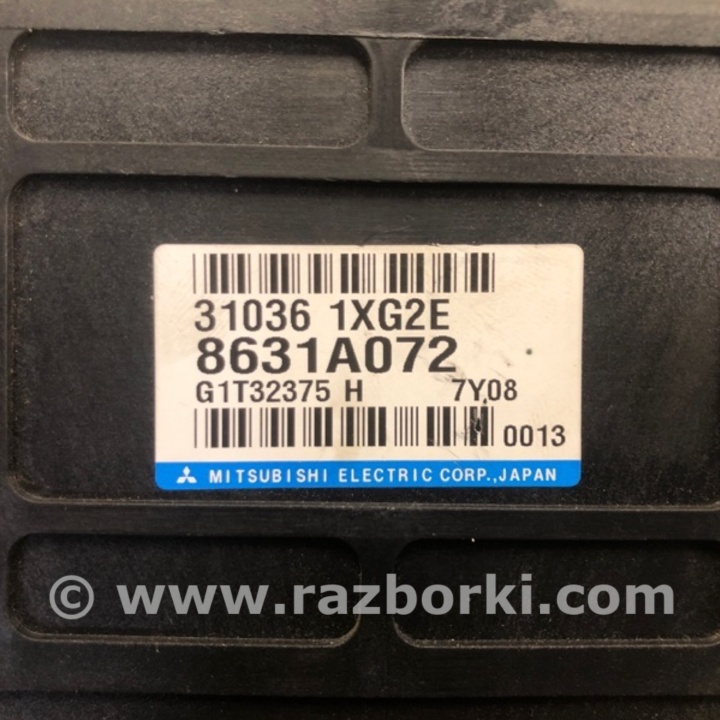 31036 1XG2E
8631A072
G1T32375 H 7Y08
0013
MITSUBISHI ELECTRIC CORP.,JAPAN
© www.razborki.com